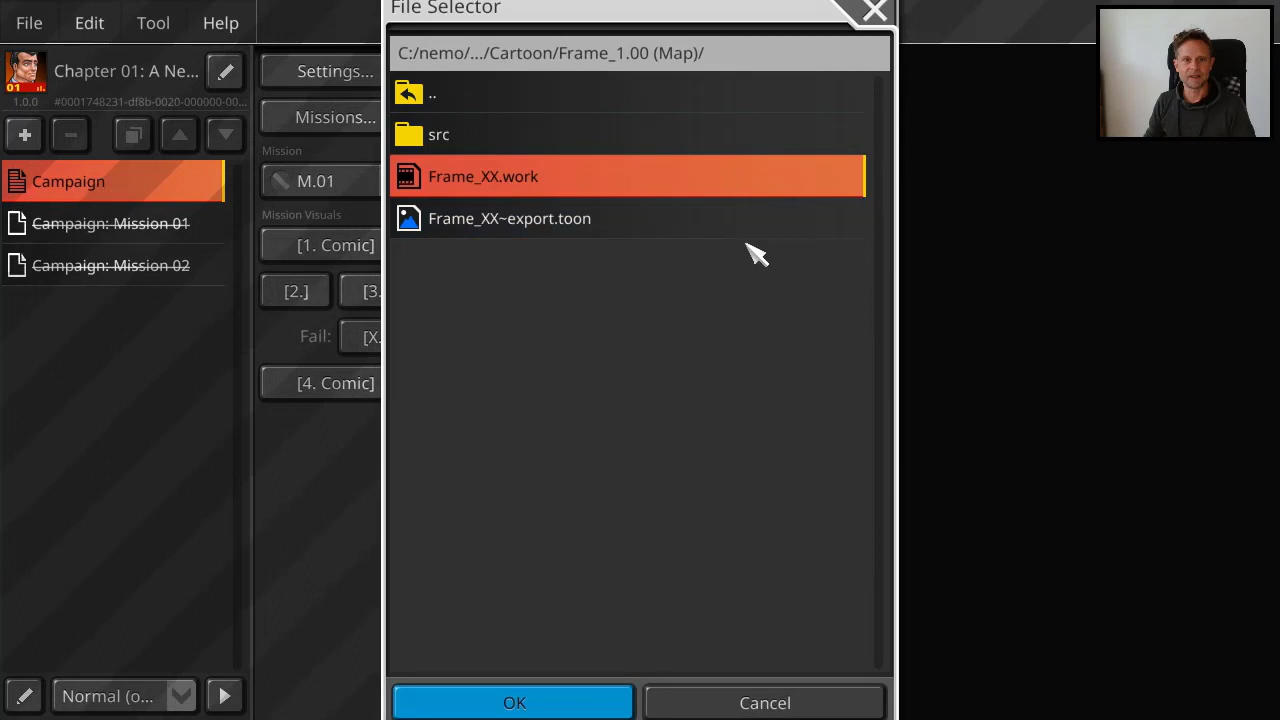 File Edit Tool Help
File Selector
01
Chapter 01: A Ne...
1.0.0 #0001748231-df8b-0020-000000-00...
Campaign
Campaign: Mission 01
Campaign: Mission 02
Normal (o...
Settings...
Missions...
Mission
M.01
Mission Visuals
[1. Comic]
[2.] [3.
Fail: [X.
[4. Comic]
C:/nemo/.../Cartoon/Frame_1.00 (Map)/
..
src
Frame_XX.work
Frame_XX~export.toon
OK Cancel